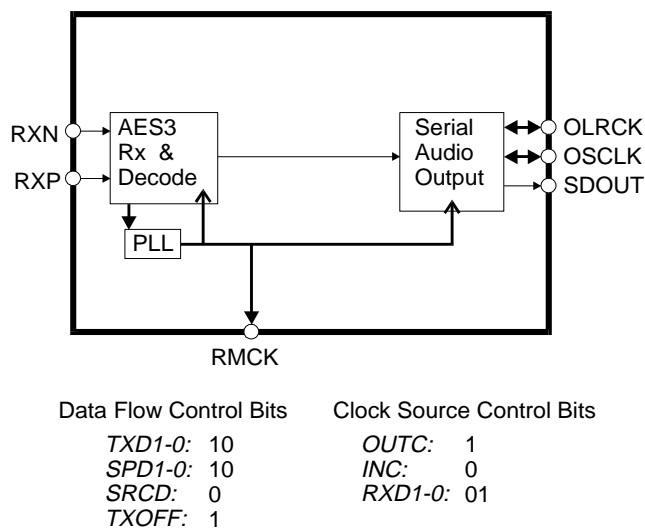 RXN
RXP
AES3
Rx &
Decode
PLL
Serial
Audio
Output
OLRCK
OSCLK
SDOUT
RMCK
Data Flow Control Bits
TXD1-0: 10
SPD1-0: 10
SRCD: 0
TXOFF: 1
Clock Source Control Bits
OUTC: 1
INC: 0
RXD1-0: 01